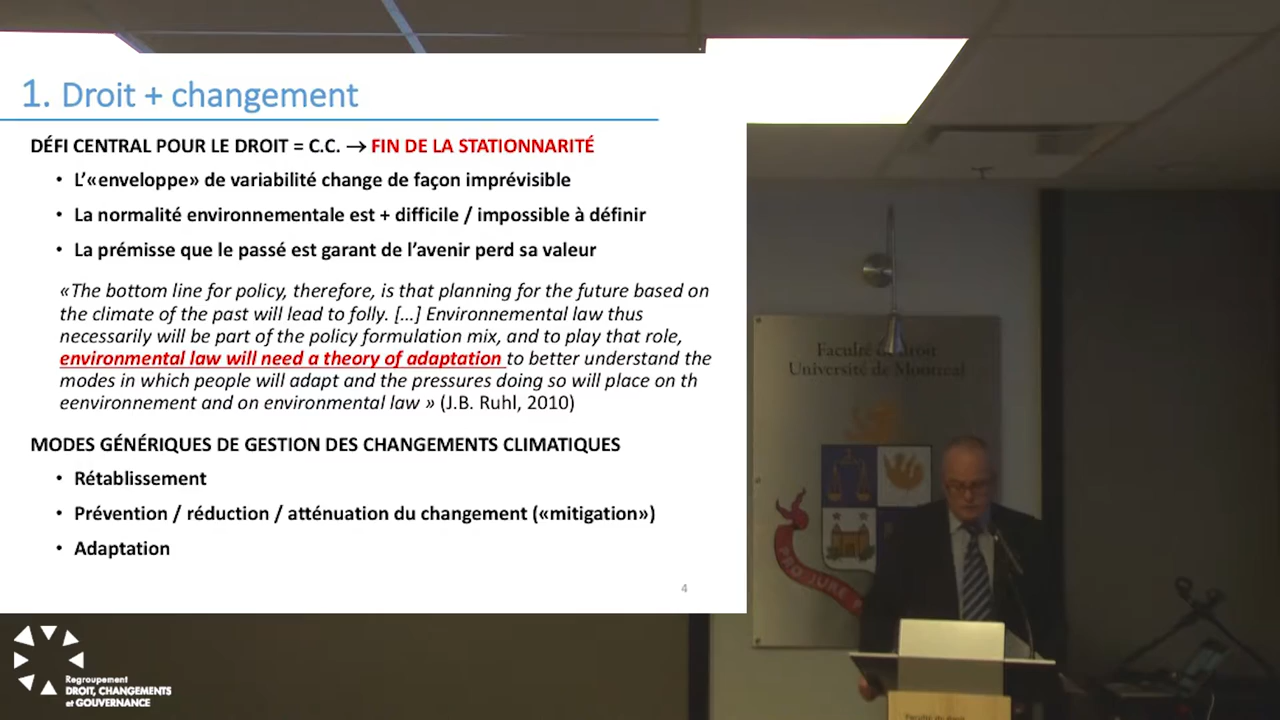 1. Droit + changement
DÉFI CENTRAL POUR LE DROIT = C.C. → FIN DE LA STATIONNARITÉ
• L'«enveloppe» de variabilité change de façon imprévisible
• La normalité environnementale est + difficile / impossible à définir
• La prémisse que le passé est garant de l'avenir perd sa valeur
«The bottom line for policy, therefore, is that planning for the future based on
the climate of the past will lead to folly. [...] Environnemental law thus
necessarily will be part of the policy formulation mix, and to play that role,
environmental law will need a theory of adaptation to better understand the
modes in which people will adapt and the pressures doing so will place on th
eenvironnement and on environmental law » (J.B. Ruhl, 2010)
MODES GÉNÉRIQUES DE GESTION DES CHANGEMENTS CLIMATIQUES
• Rétablissement
• Prévention / réduction / atténuation du changement («mitigation»)
• Adaptation
4
Faculté de droit
Université de Montréal
PRO JURE
Regroupement
DROIT, CHANGEMENTS
et GOUVERNANCE
Faculté de droit